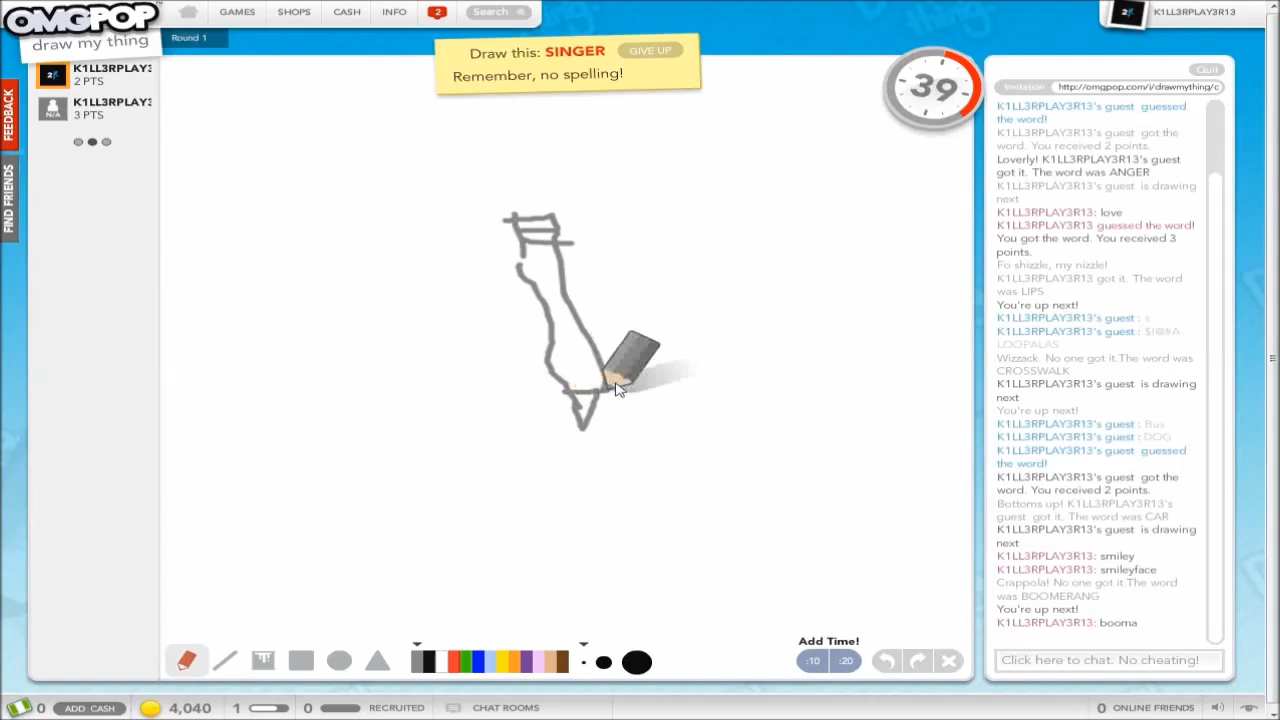 OMGPOP
draw my thing
GAMES
SHOPS
CASH
INFO
2
Search
K1LL3RPLAY3R13
Round 1
Draw this: SINGER
GIVE UP
Remember, no spelling!
39
FEEDBACK
FIND FRIENDS
K1LL3RPLAY3
2 PTS
N/A
K1LL3RPLAY3
3 PTS
Quit
Invitation
http://omgpop.com/i/drawmything/c
K1LL3RPLAY3R13's guest guessed
the word!
K1LL3RPLAY3R13's guest got the
word. You received 2 points.
Loverly! K1LL3RPLAY3R13's guest
got it. The word was ANGER
K1LL3RPLAY3R13's guest is drawing
next
K1LL3RPLAY3R13: love
K1LL3RPLAY3R13 guessed the word!
You got the word. You received 3
points.
Fo shizzle, my nizzle!
K1LL3RPLAY3R13 got it. The word
was LIPS
You're up next!
K1LL3RPLAY3R13's guest : s
K1LL3RPLAY3R13's guest : $!@#A
LOOPALAS
Wizzack. No one got it.The word was
CROSSWALK
K1LL3RPLAY3R13's guest is drawing
next
You're up next!
K1LL3RPLAY3R13's guest : Bus
K1LL3RPLAY3R13's guest : DOG
K1LL3RPLAY3R13's guest guessed
the word!
K1LL3RPLAY3R13's guest got the
word. You received 2 points.
Bottoms up! K1LL3RPLAY3R13's
guest got it. The word was CAR
K1LL3RPLAY3R13's guest is drawing
next
K1LL3RPLAY3R13: smiley
K1LL3RPLAY3R13: smileyface
Crappola! No one got it.The word
was BOOMERANG
You're up next!
K1LL3RPLAY3R13: booma
Click here to chat. No cheating!
Add Time!
:10
:20
0
ADD CASH
4,040
1
0
RECRUITED
CHAT ROOMS
0 ONLINE FRIENDS